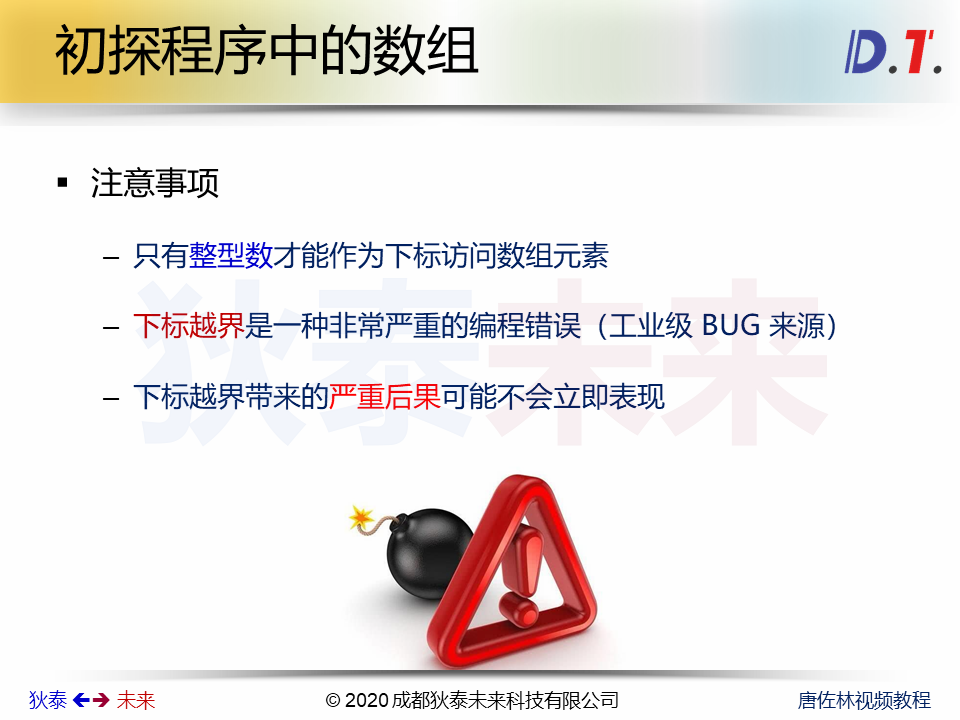 初探程序中的数组
D.T.
▪ 注意事项
– 只有整型数才能作为下标访问数组元素
– 下标越界是一种非常严重的编程错误（工业级 BUG 来源）
– 下标越界带来的严重后果可能不会立即表现
狄泰未来
狄泰 ←→ 未来
© 2020 成都狄泰未来科技有限公司
唐佐林视频教程